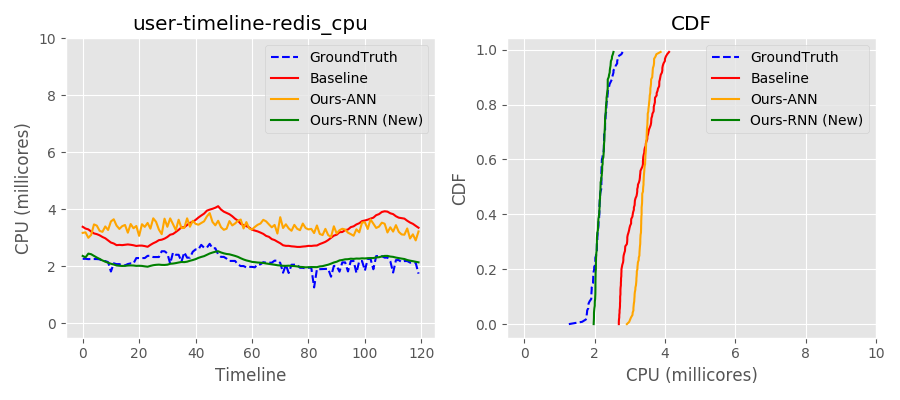 user-timeline-redis_cpu
CPU (millicores)
10
8
6
4
2
0
GroundTruth
Baseline
Ours-ANN
Ours-RNN (New)
0 20 40 60 80 100 120
Timeline
CDF
CDF
1.0
0.8
0.6
0.4
0.2
0.0
GroundTruth
Baseline
Ours-ANN
Ours-RNN (New)
0 2 4 6 8 10
CPU (millicores)